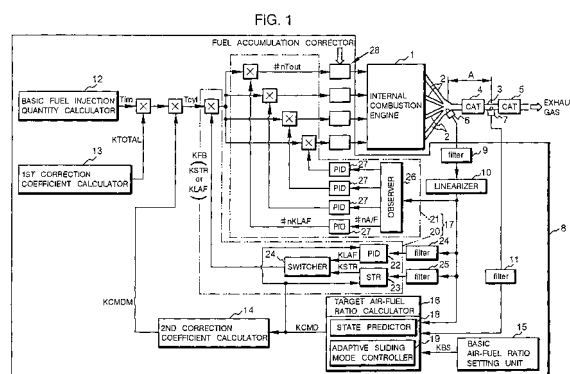 FIG. 1
FUEL ACCUMULATION CORRECTOR
28
1
12
BASIC FUEL INJECTION
QUANTITY CALCULATOR
Tim
Tcyl
#nTout
INTERNAL
COMBUSTION
ENGINE
2
2
A
4
3
5
CAT
CAT
6
7
EXHAU
GAS
KTOTAL
13
1ST CORRECTION
COEFFICIENT CALCULATOR
KFB
KSTR
or
KLAF
PID
27
PID
27
PID
27
PID
27
#nKLAF
#nA/F
OBSERVER
26
filter
9
LINEARIZER
10
21
17
20
24
SWITCHER
KLAF
PID
22
filter
24
KSTR
STR
23
filter
25
filter
11
8
KCMDM
14
2ND CORRECTION
COEFFICIENT CALCULATOR
KCMD
TARGET AIR-FUEL
RATIO CALCULATOR
16
18
STATE PREDICTOR
ADAPTIVE SLIDING
MODE CONTROLLER
19
KBS
15
BASIC
AIR-FUEL RATIO
SETTING UNIT